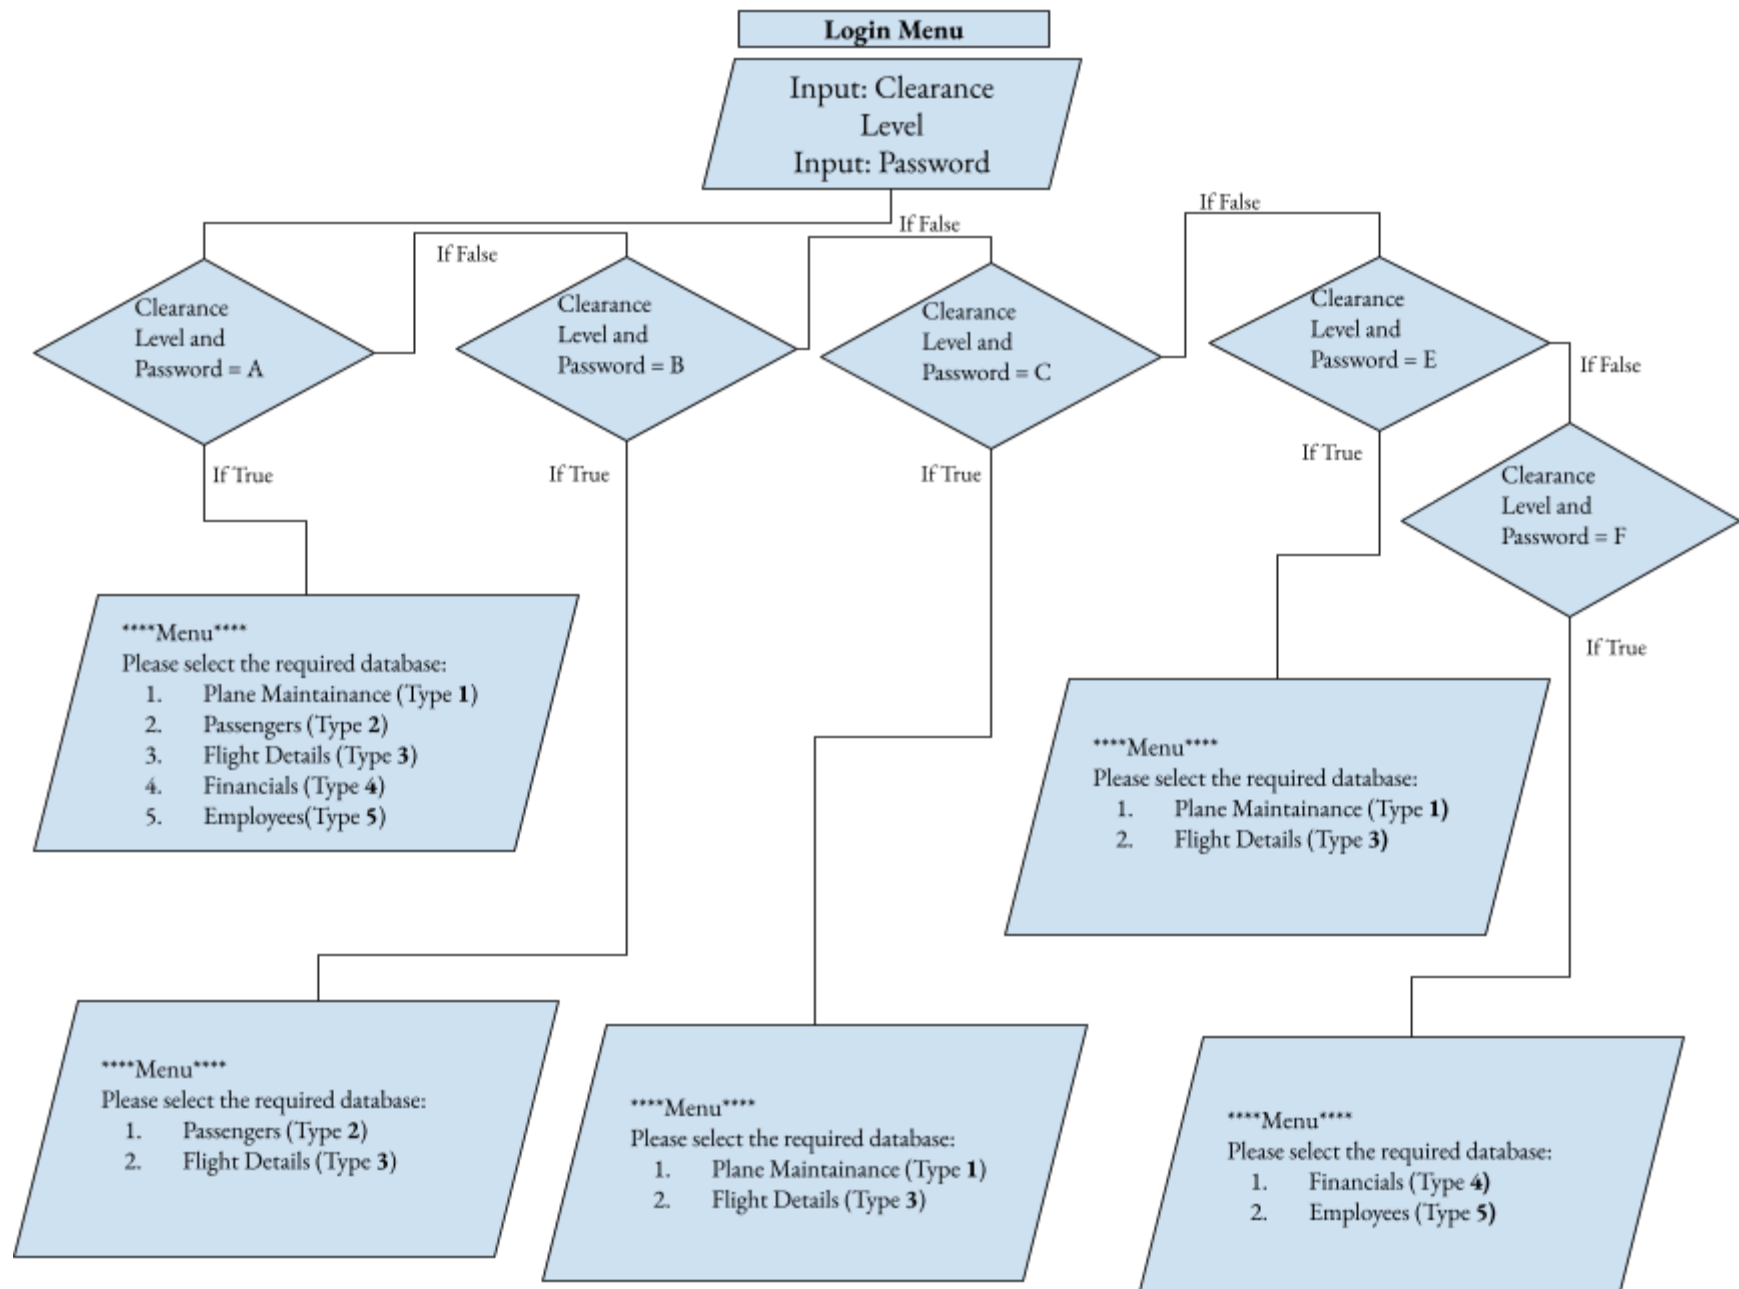 Login Menu
Input: Clearance
Level
Input: Password
If False
If False
If False
Clearance
Level and
Password = A
Clearance
Level and
Password = B
Clearance
Level and
Password = C
Clearance
Level and
Password = E
If False
If True
If True
If True
If True
Clearance
Level and
Password = F
If True
****Menu****
Please select the required database:
1. Plane Maintainance (Type 1)
2. Passengers (Type 2)
3. Flight Details (Type 3)
4. Financials (Type 4)
5. Employees(Type 5)
****Menu****
Please select the required database:
1. Plane Maintainance (Type 1)
2. Flight Details (Type 3)
****Menu****
Please select the required database:
1. Passengers (Type 2)
2. Flight Details (Type 3)
****Menu****
Please select the required database:
1. Plane Maintainance (Type 1)
2. Flight Details (Type 3)
****Menu****
Please select the required database:
1. Financials (Type 4)
2. Employees (Type 5)